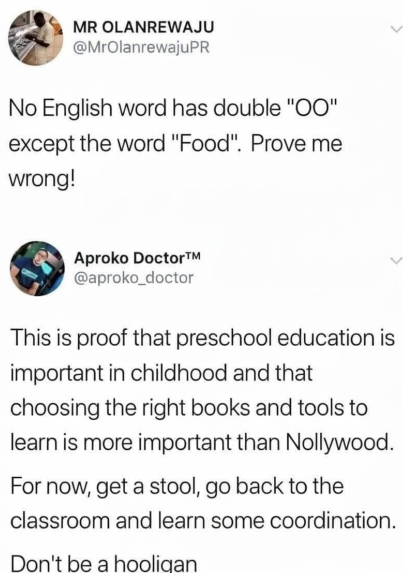 MR OLANREWAJU
@MrOlanrewajuPR
No English word has double "OO"
except the word "Food". Prove me
wrong!
Aproko Doctor™
@aproko_doctor
This is proof that preschool education is
important in childhood and that
choosing the right books and tools to
learn is more important than Nollywood.
For now, get a stool, go back to the
classroom and learn some coordination.
Don't be a hooligan